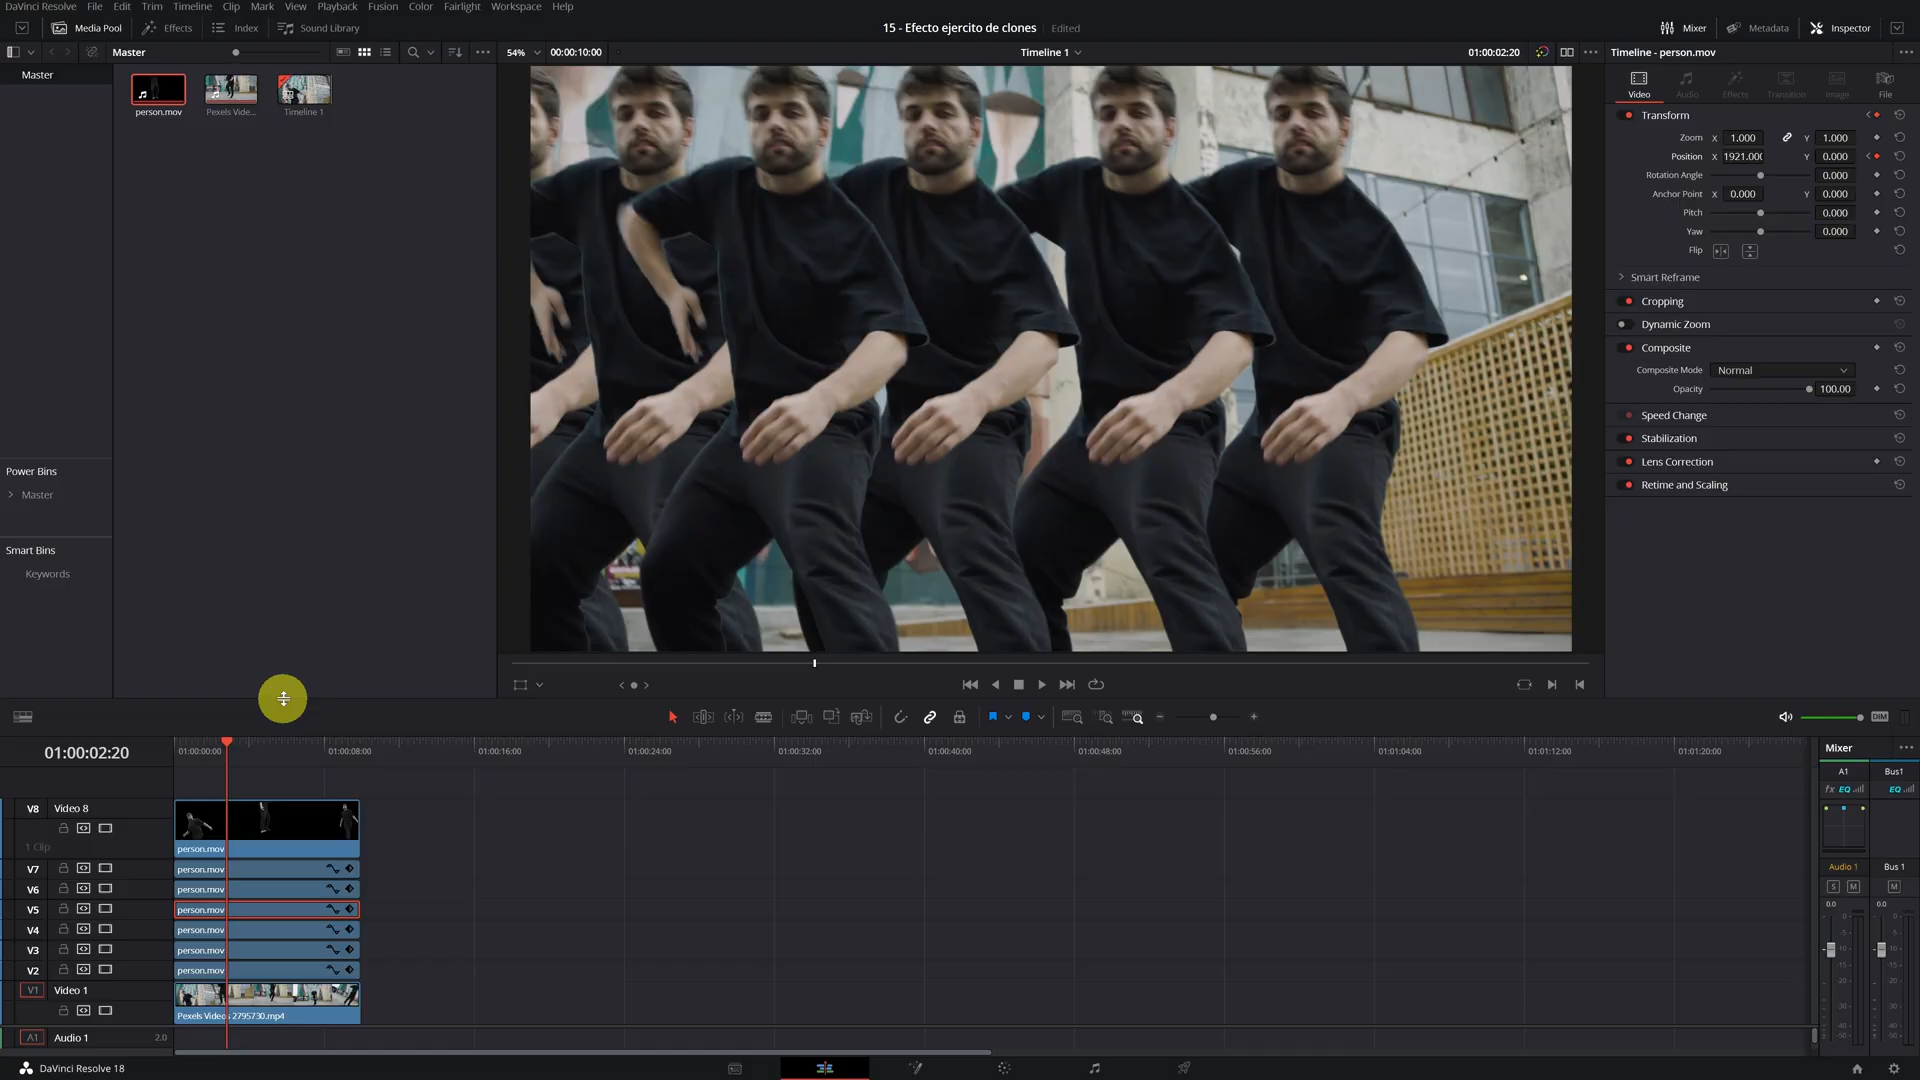 DaVinci Resolve File Edit Trim Timeline Clip Mark View Playback Fusion Color Fairlight Workspace Help
Media Pool Effects Index Sound Library 15 - Efecto ejercito de clones Edited Mixer Metadata Inspector
Master 54% 00:00:10:00 Timeline 1 01:00:02:20 Timeline - person.mov
Master
person.mov Pexels Vide... Timeline 1
Video Audio Effects Transition Image File
Transform
Zoom X 1.000 Y 1.000
Position X 1921.00 Y 0.000
Rotation Angle 0.000
Anchor Point X 0.000 Y 0.000
Pitch 0.000
Yaw 0.000
Flip
Smart Reframe
Cropping
Dynamic Zoom
Composite
Composite Mode Normal
Opacity 100.00
Speed Change
Stabilization
Lens Correction
Retime and Scaling
Power Bins
Master
Smart Bins
Keywords
DIM
01:00:02:20 01:00:00:00 01:00:08:00 01:00:16:00 01:00:24:00 01:00:32:00 01:00:40:00 01:00:48:00 01:00:56:00 01:01:04:00 01:01:12:00 01:01:20:00
Mixer
A1 Bus1
fx EQ EQ
V8 Video 8
1 Clip
person.mov
V7 person.mov
V6 person.mov
V5 person.mov
V4 person.mov
V3 person.mov
V2 person.mov
V1 Video 1
Pexels Videos 2795730.mp4
A1 Audio 1 2.0
Audio 1 Bus 1
S M M
0.0 0.0
DaVinci Resolve 18